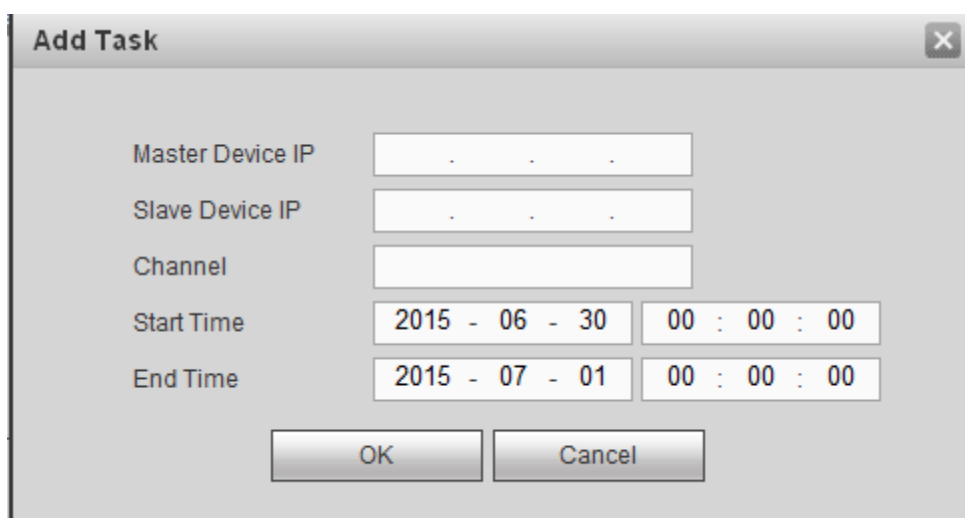 Add Task
Master Device IP . . .
Slave Device IP . . .
Channel
Start Time 2015 - 06 - 30 00 : 00 : 00
End Time 2015 - 07 - 01 00 : 00 : 00
OK Cancel